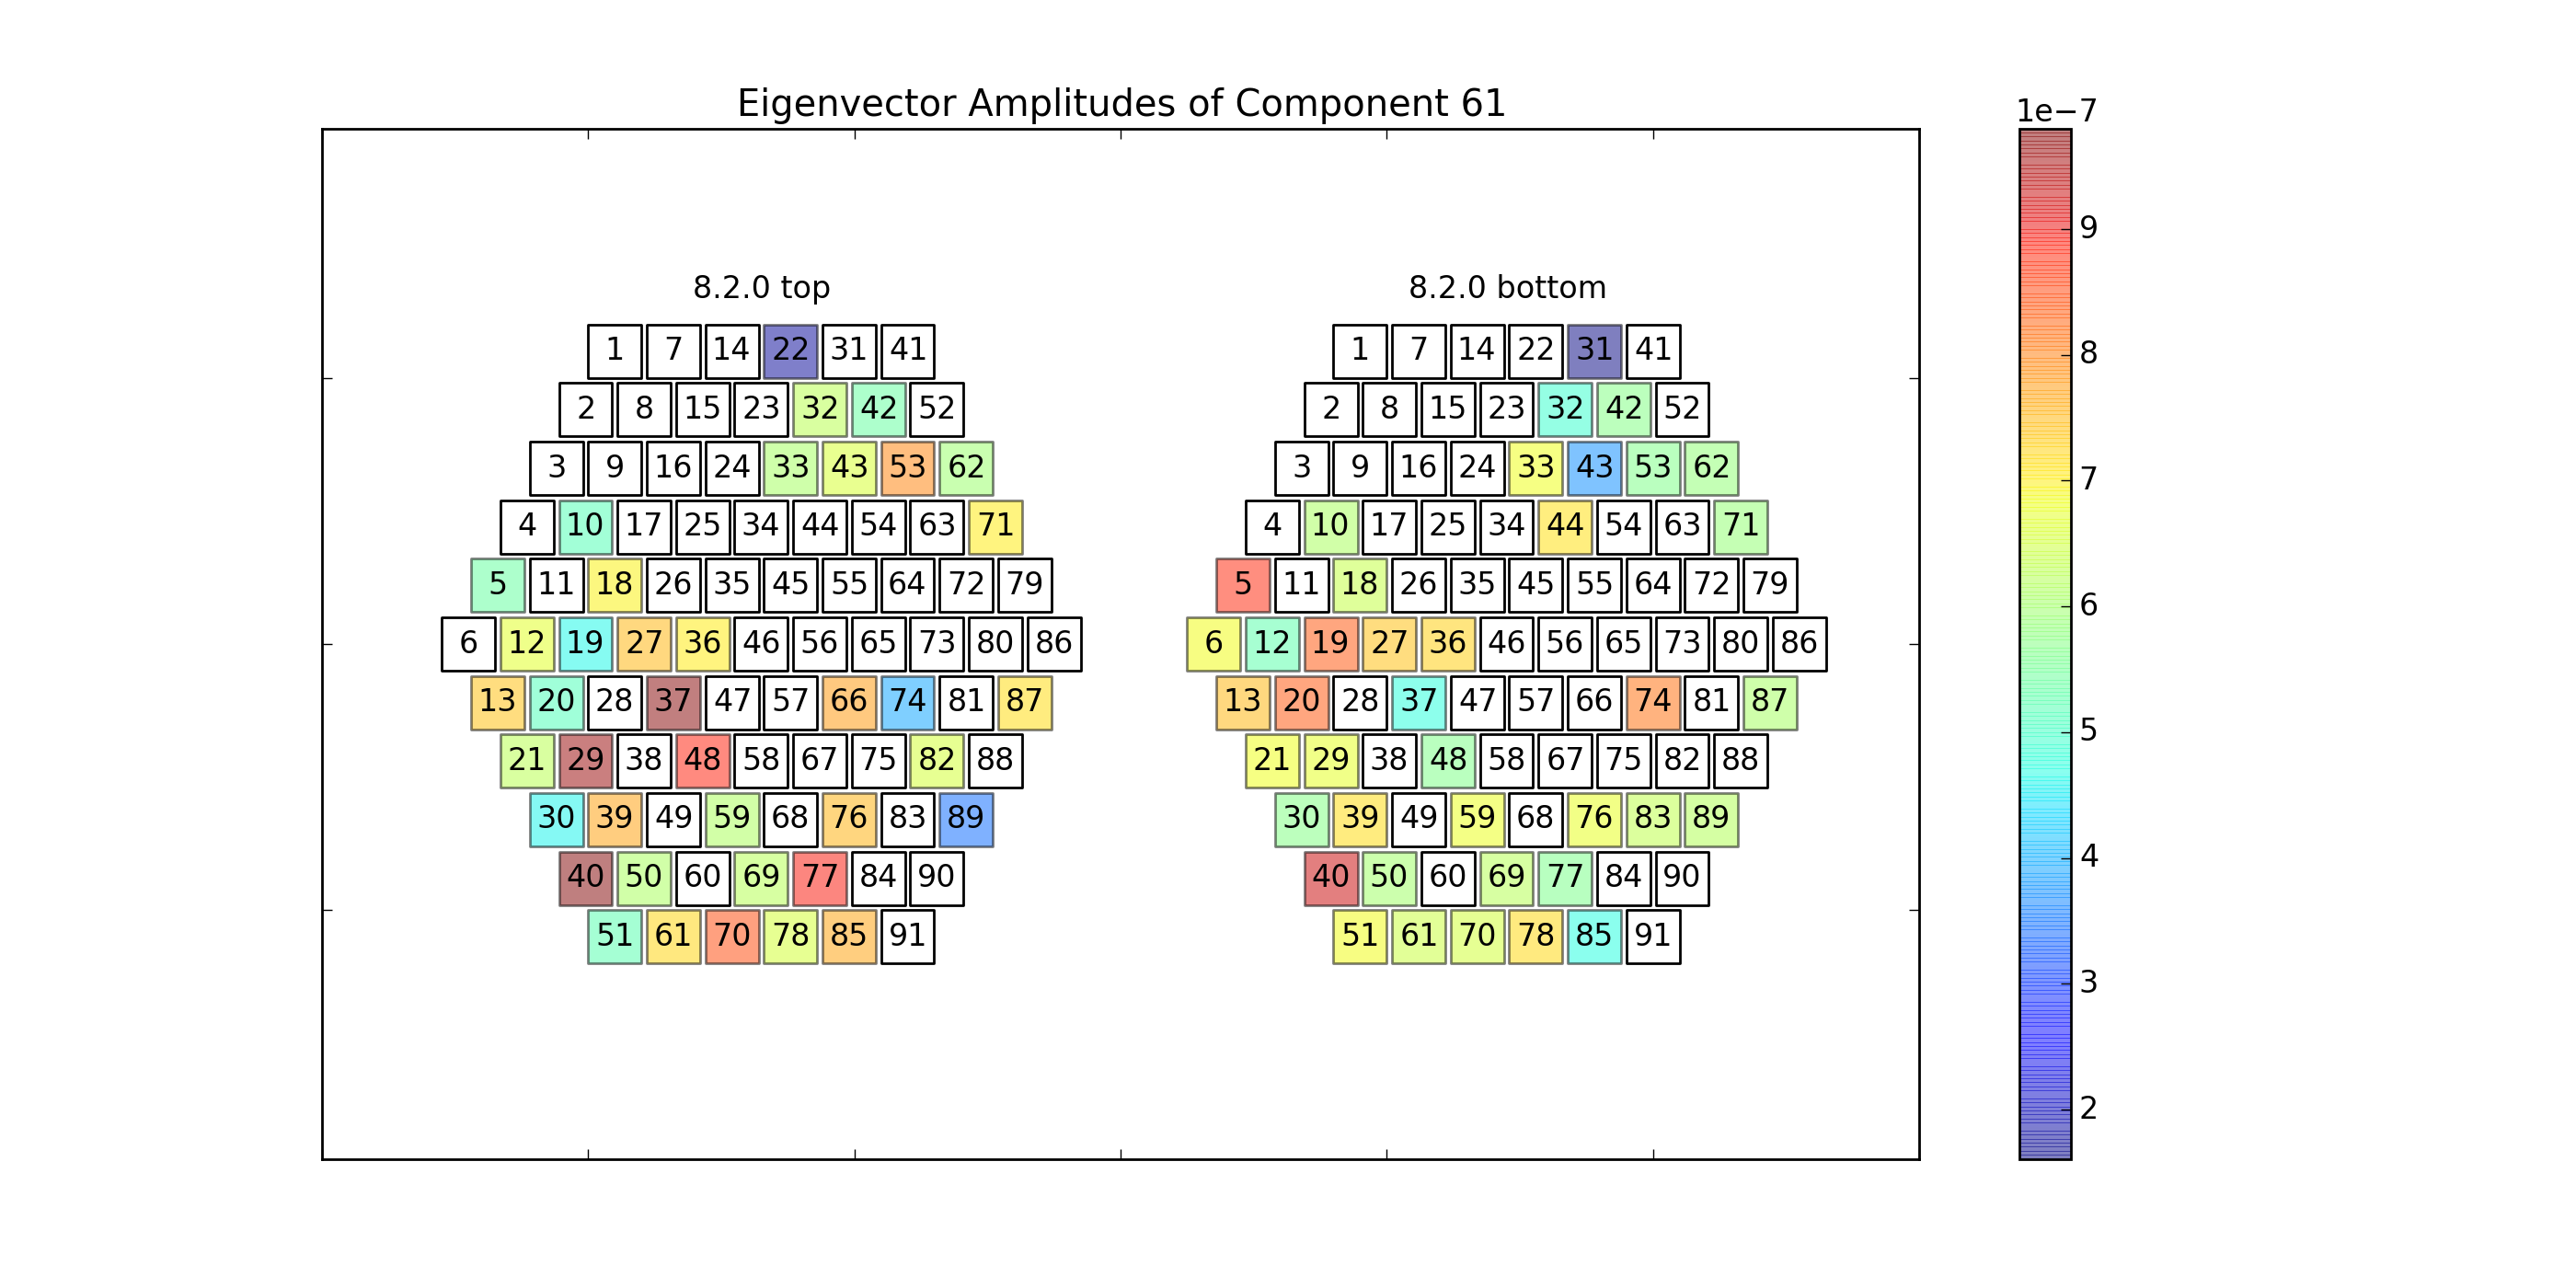 Eigenvector Amplitudes of Component 61
1e−7
8.2.0 top
1 7 14 22 31 41
2 8 15 23 32 42 52
3 9 16 24 33 43 53 62
4 10 17 25 34 44 54 63 71
5 11 18 26 35 45 55 64 72 79
6 12 19 27 36 46 56 65 73 80 86
13 20 28 37 47 57 66 74 81 87
21 29 38 48 58 67 75 82 88
30 39 49 59 68 76 83 89
40 50 60 69 77 84 90
51 61 70 78 85 91
8.2.0 bottom
1 7 14 22 31 41
2 8 15 23 32 42 52
3 9 16 24 33 43 53 62
4 10 17 25 34 44 54 63 71
5 11 18 26 35 45 55 64 72 79
6 12 19 27 36 46 56 65 73 80 86
13 20 28 37 47 57 66 74 81 87
21 29 38 48 58 67 75 82 88
30 39 49 59 68 76 83 89
40 50 60 69 77 84 90
51 61 70 78 85 91
9
8
7
6
5
4
3
2